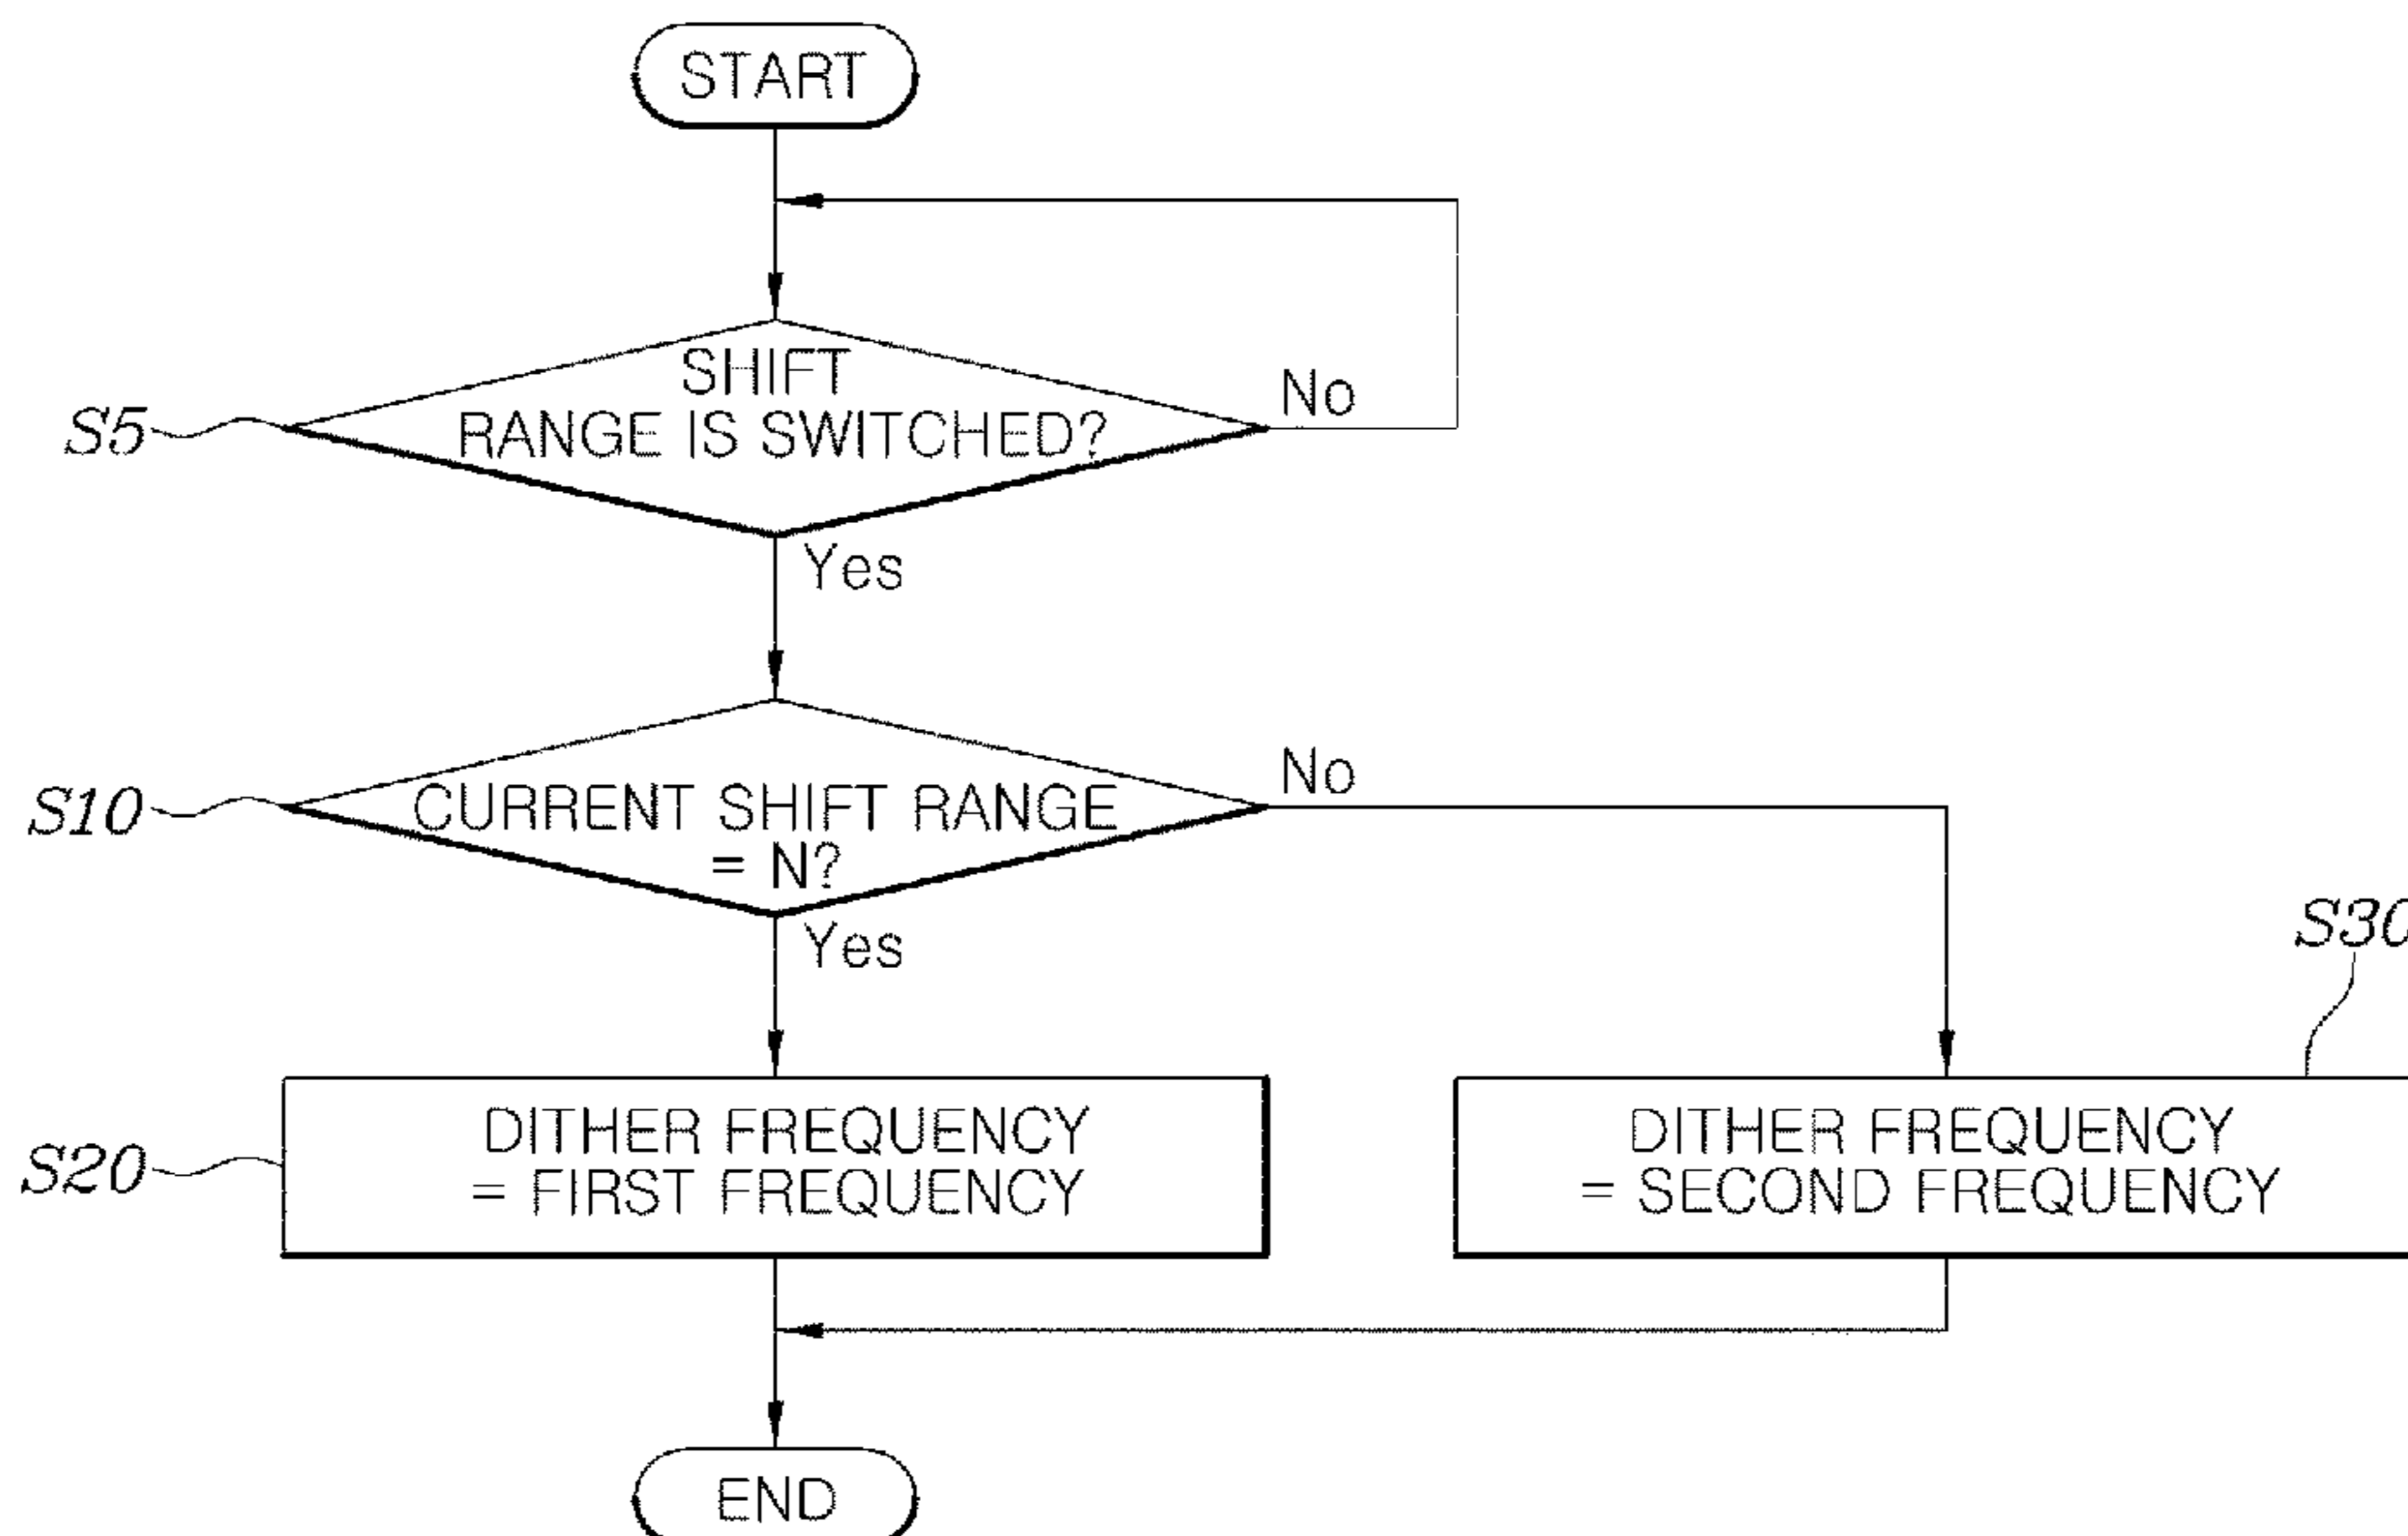 START
SHIFT
RANGE IS SWITCHED?
No
S5
Yes
CURRENT SHIFT RANGE
= N?
No
S10
Yes
S30
DITHER FREQUENCY
= FIRST FREQUENCY
S20
DITHER FREQUENCY
= SECOND FREQUENCY
END